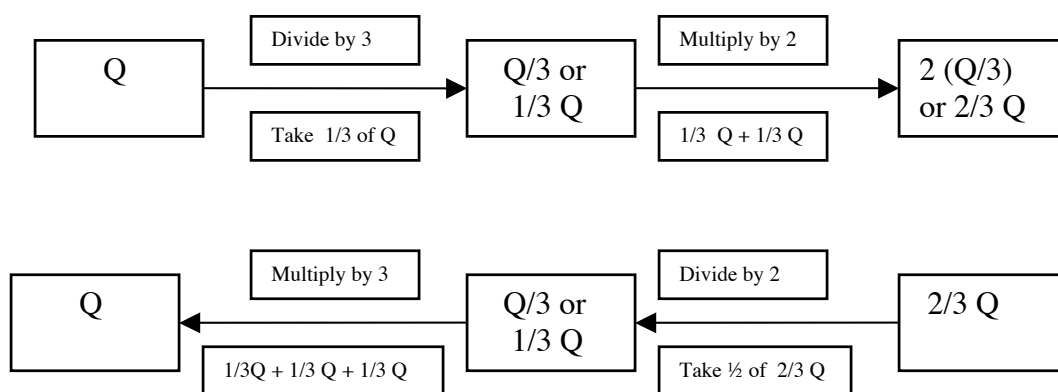 Divide by 3
Multiply by 2
Q
Q/3 or
1/3 Q
2 (Q/3)
or 2/3 Q
Take 1/3 of Q
1/3 Q + 1/3 Q
Multiply by 3
Divide by 2
Q
Q/3 or
1/3 Q
2/3 Q
1/3Q + 1/3 Q + 1/3 Q
Take ½ of 2/3 Q